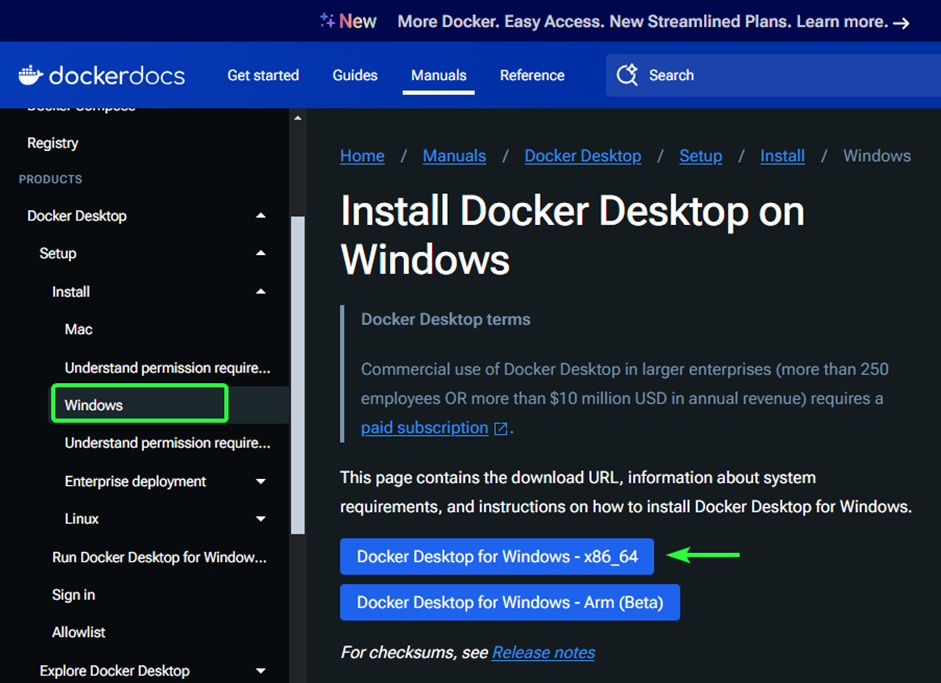 New More Docker. Easy Access. New Streamlined Plans. Learn more.
dockerdocs Get started Guides Manuals Reference Search
Docker Compose
Registry
PRODUCTS
Docker Desktop
Setup
Install
Mac
Understand permission require...
Windows
Understand permission require...
Enterprise deployment
Linux
Run Docker Desktop for Window...
Sign in
Allowlist
Explore Docker Desktop
Home / Manuals / Docker Desktop / Setup / Install / Windows
Install Docker Desktop on
Windows
Docker Desktop terms
Commercial use of Docker Desktop in larger enterprises (more than 250
employees OR more than $10 million USD in annual revenue) requires a
paid subscription .
This page contains the download URL, information about system
requirements, and instructions on how to install Docker Desktop for Windows.
Docker Desktop for Windows - x86_64
Docker Desktop for Windows - Arm (Beta)
For checksums, see Release notes